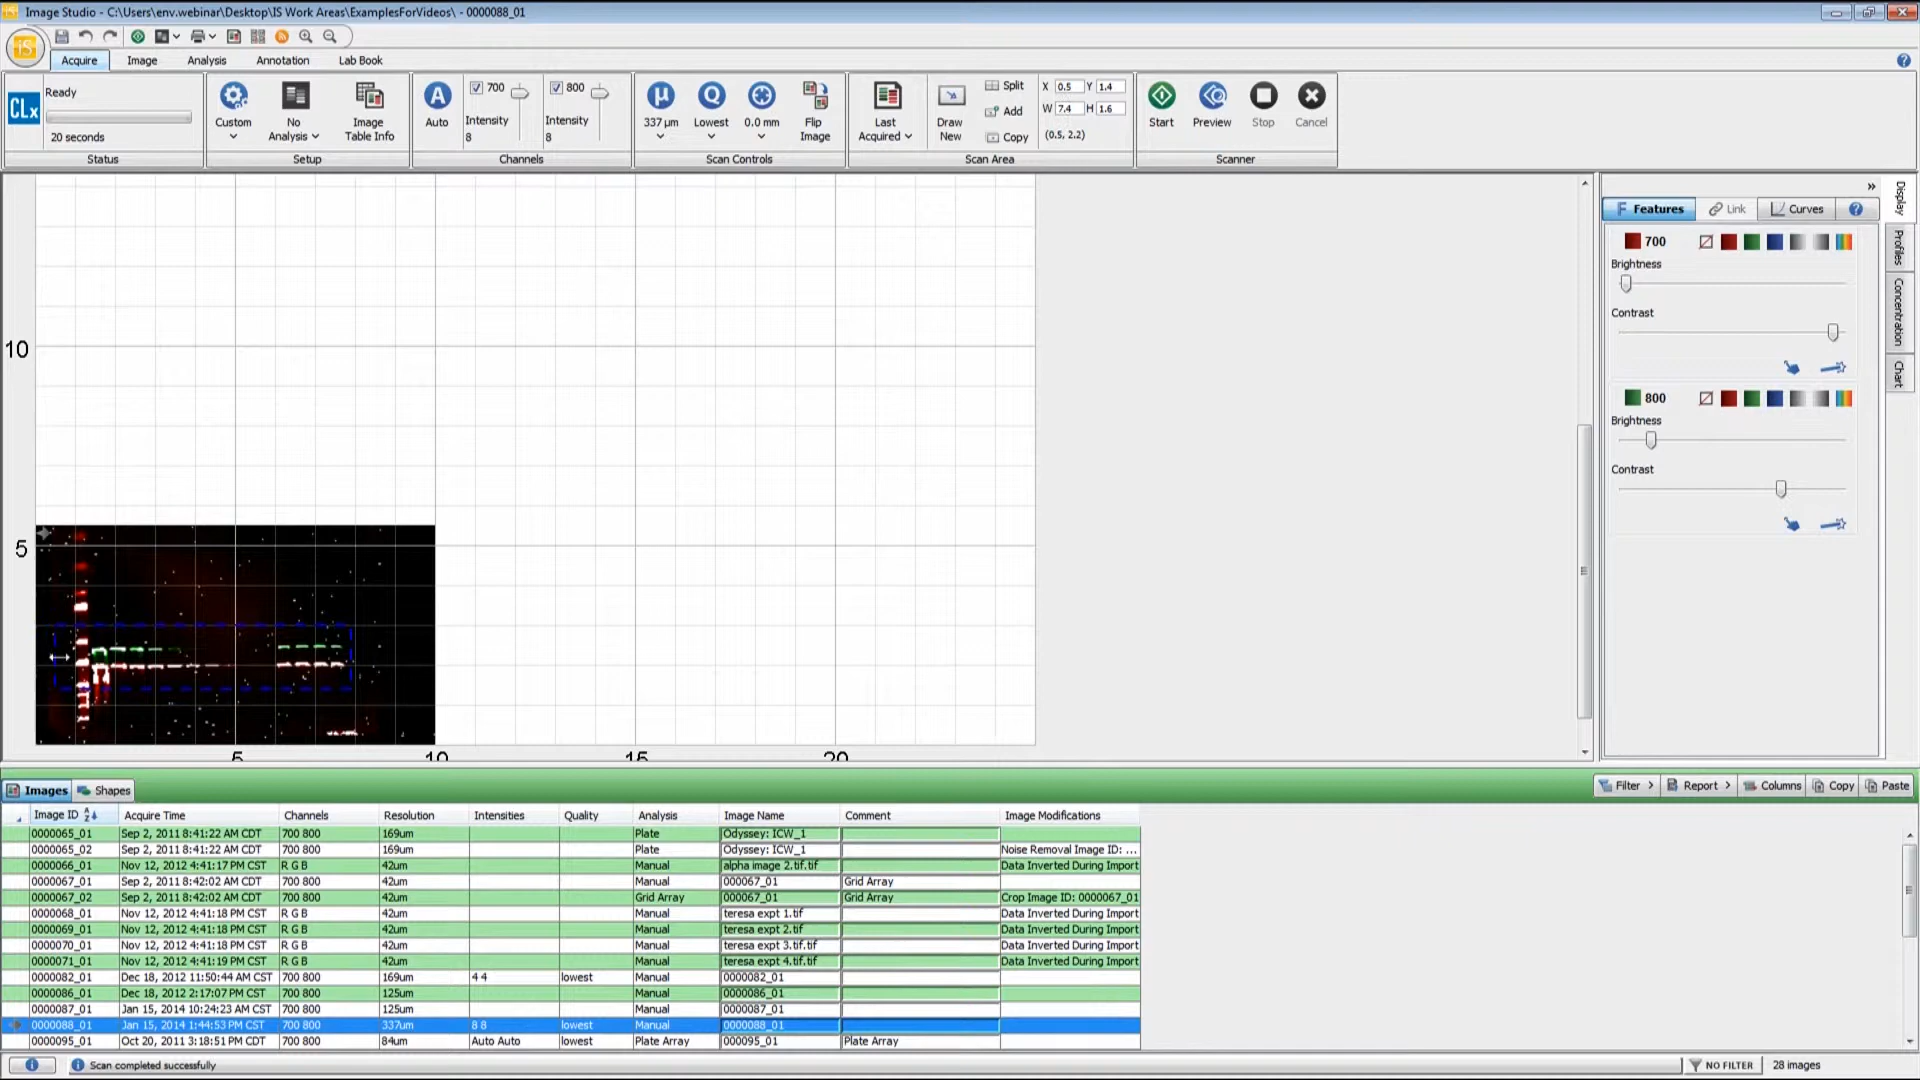 Image Studio - C:\Users\env.webinar\Desktop\IS Work Areas\ExamplesForVideos\ - 0000088_01
iS
Acquire Image Analysis Annotation Lab Book
CLx
Ready
20 seconds
Status
Custom
No Analysis
Image Table Info
Setup
A
Auto
700
Intensity
8
800
Intensity
8
Channels
µ
337 µm
Q
Lowest
0.0 mm
Flip Image
Scan Controls
Last Acquired
Draw New
Split
Add
Copy
X 0.5 Y 1.4
W 7.4 H 1.6
(0.5, 2.2)
Scan Area
Start
Preview
Stop
Cancel
Scanner
10
5
5 10 15 20
»
F Features Link Curves ?
700
Brightness
Contrast
800
Brightness
Contrast
Display
Profiles
Concentration
Chart
Images Shapes
Filter > Report > Columns Copy Paste
Image ID Acquire Time Channels Resolution Intensities Quality Analysis Image Name Comment Image Modifications
0000065_01 Sep 2, 2011 8:41:22 AM CDT 700 800 169um Plate Odyssey: ICW_1
0000065_02 Sep 2, 2011 8:41:22 AM CDT 700 800 169um Plate Odyssey: ICW_1 Noise Removal Image ID: ...
0000066_01 Nov 12, 2012 4:41:17 PM CST R G B 42um Manual alpha image 2.tif.tif Data Inverted During Import
0000067_01 Sep 2, 2011 8:42:02 AM CDT 700 800 42um Manual 000067_01 Grid Array
0000067_02 Sep 2, 2011 8:42:02 AM CDT 700 800 42um Grid Array 000067_01 Grid Array Crop Image ID: 0000067_01
0000068_01 Nov 12, 2012 4:41:18 PM CST R G B 42um Manual teresa expt 1.tif Data Inverted During Import
0000069_01 Nov 12, 2012 4:41:18 PM CST R G B 42um Manual teresa expt 2.tif Data Inverted During Import
0000070_01 Nov 12, 2012 4:41:18 PM CST R G B 42um Manual teresa expt 3.tif.tif Data Inverted During Import
0000071_01 Nov 12, 2012 4:41:19 PM CST R G B 42um Manual teresa expt 4.tif.tif Data Inverted During Import
0000082_01 Dec 18, 2012 11:50:44 AM CST 700 800 169um 4 4 lowest Manual 0000082_01
0000086_01 Dec 18, 2012 2:17:07 PM CST 700 800 125um Manual 0000086_01
0000087_01 Jan 15, 2014 10:24:23 AM CST 700 800 125um Manual 0000087_01
0000088_01 Jan 15, 2014 1:44:53 PM CST 700 800 337um 8 8 lowest Manual 0000088_01
0000095_01 Oct 20, 2011 3:18:51 PM CDT 700 800 84um Auto Auto lowest Plate Array 000095_01 Plate Array
Scan completed successfully
NO FILTER 28 images